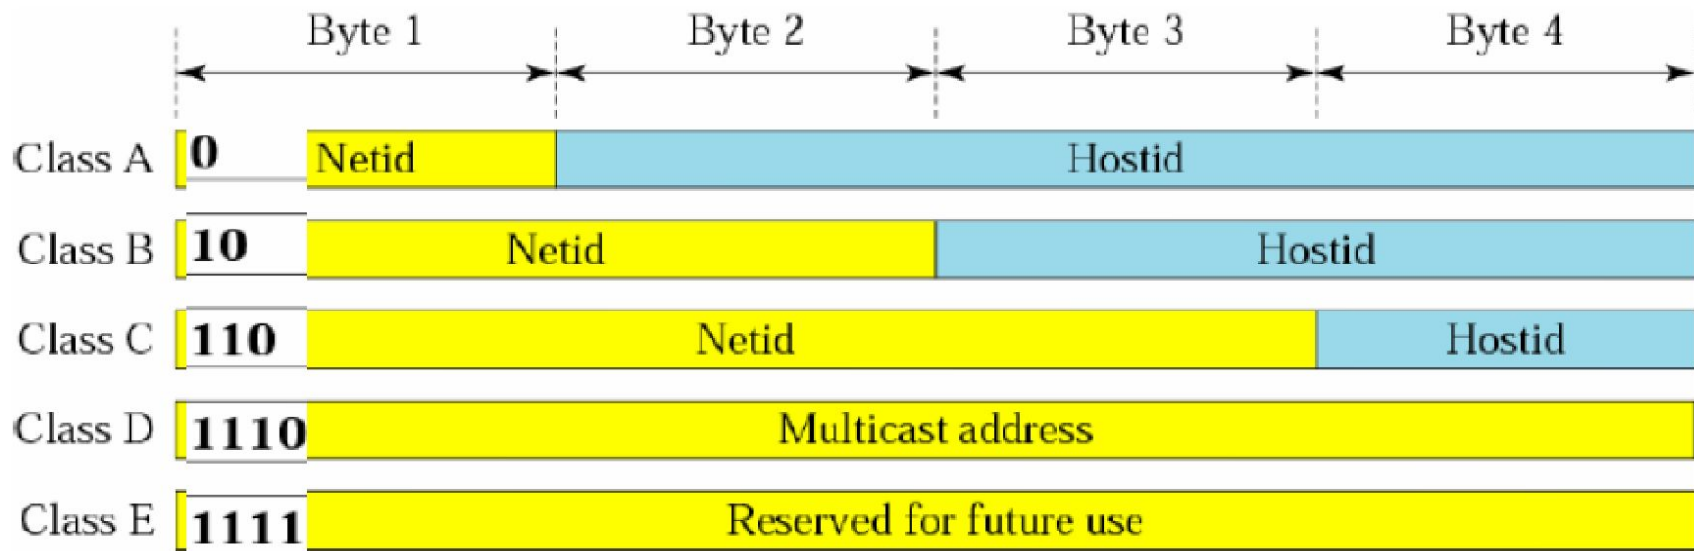 Byte 1 Byte 2 Byte 3 Byte 4
Class A 0 Netid Hostid
Class B 10 Netid Hostid
Class C 110 Netid Hostid
Class D 1110 Multicast address
Class E 1111 Reserved for future use